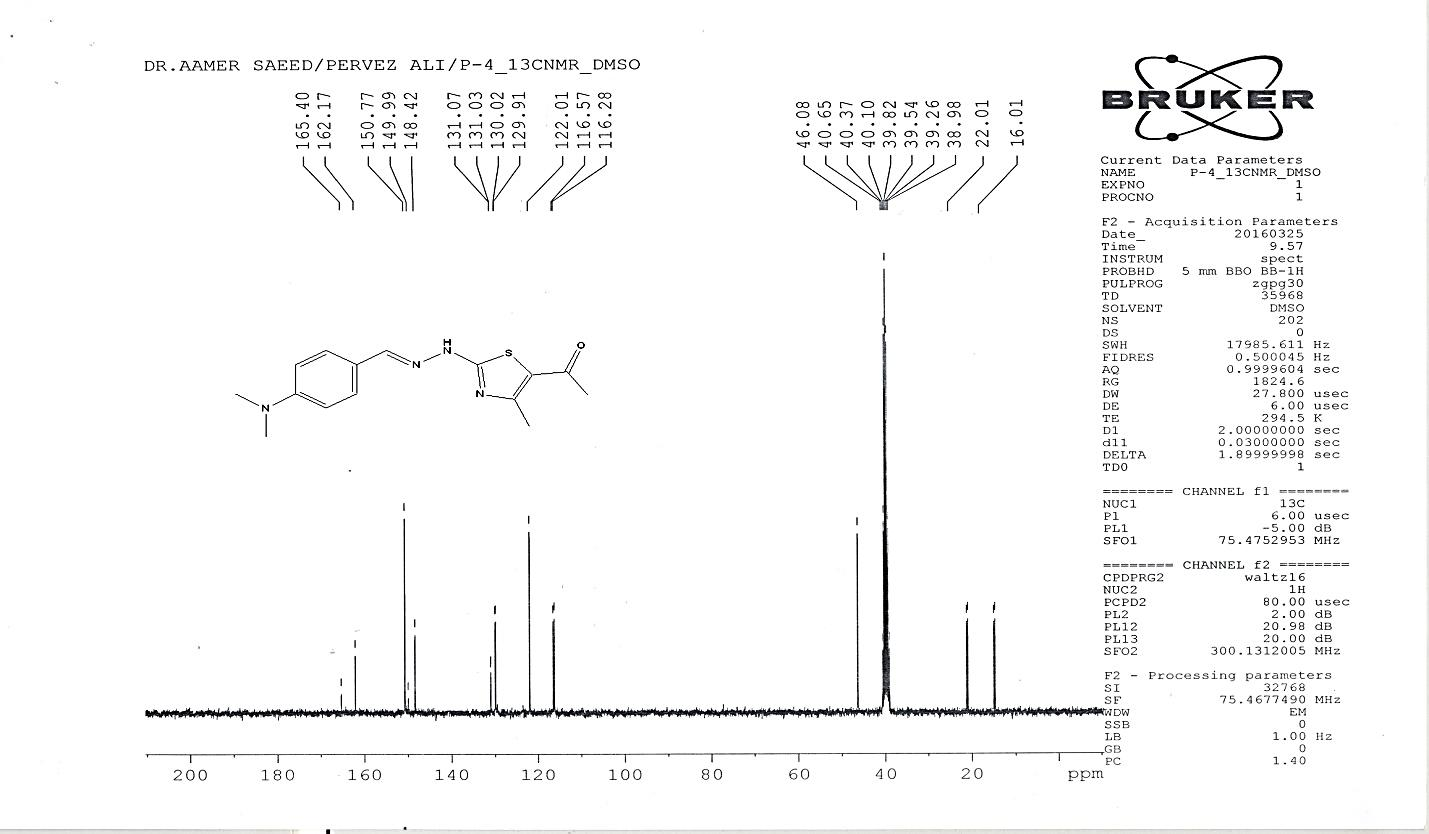 DR.AAMER SAEED/PERVEZ ALI/P-4_13CNMR_DMSO
165.40
162.17
150.77
149.99
148.42
131.07
131.03
130.02
129.91
122.01
116.57
116.28
46.08
40.65
40.37
40.10
39.82
39.54
39.26
38.98
22.01
16.01
BRUKER
Current Data Parameters
NAME P-4_13CNMR_DMSO
EXPNO 1
PROCNO 1
F2 - Acquisition Parameters
Date_ 20160325
Time 9.57
INSTRUM spect
PROBHD 5 mm BBO BB-1H
PULPROG zgpg30
TD 35968
SOLVENT DMSO
NS 202
DS 0
SWH 17985.611 Hz
FIDRES 0.500045 Hz
AQ 0.9999604 sec
RG 1824.6
DW 27.800 usec
DE 6.00 usec
TE 294.5 K
D1 2.00000000 sec
d11 0.03000000 sec
DELTA 1.89999998 sec
TD0 1
======== CHANNEL f1 ========
NUC1 13C
P1 6.00 usec
PL1 -5.00 dB
SFO1 75.4752953 MHz
======== CHANNEL f2 ========
CPDPRG2 waltz16
NUC2 1H
PCPD2 80.00 usec
PL2 2.00 dB
PL12 20.98 dB
PL13 20.00 dB
SFO2 300.1312005 MHz
F2 - Processing parameters
SI 32768
SF 75.4677490 MHz
WDW EM
SSB 0
LB 1.00 Hz
GB 0
PC 1.40
H
N
N
S
O
N
N
200 180 160 140 120 100 80 60 40 20 ppm